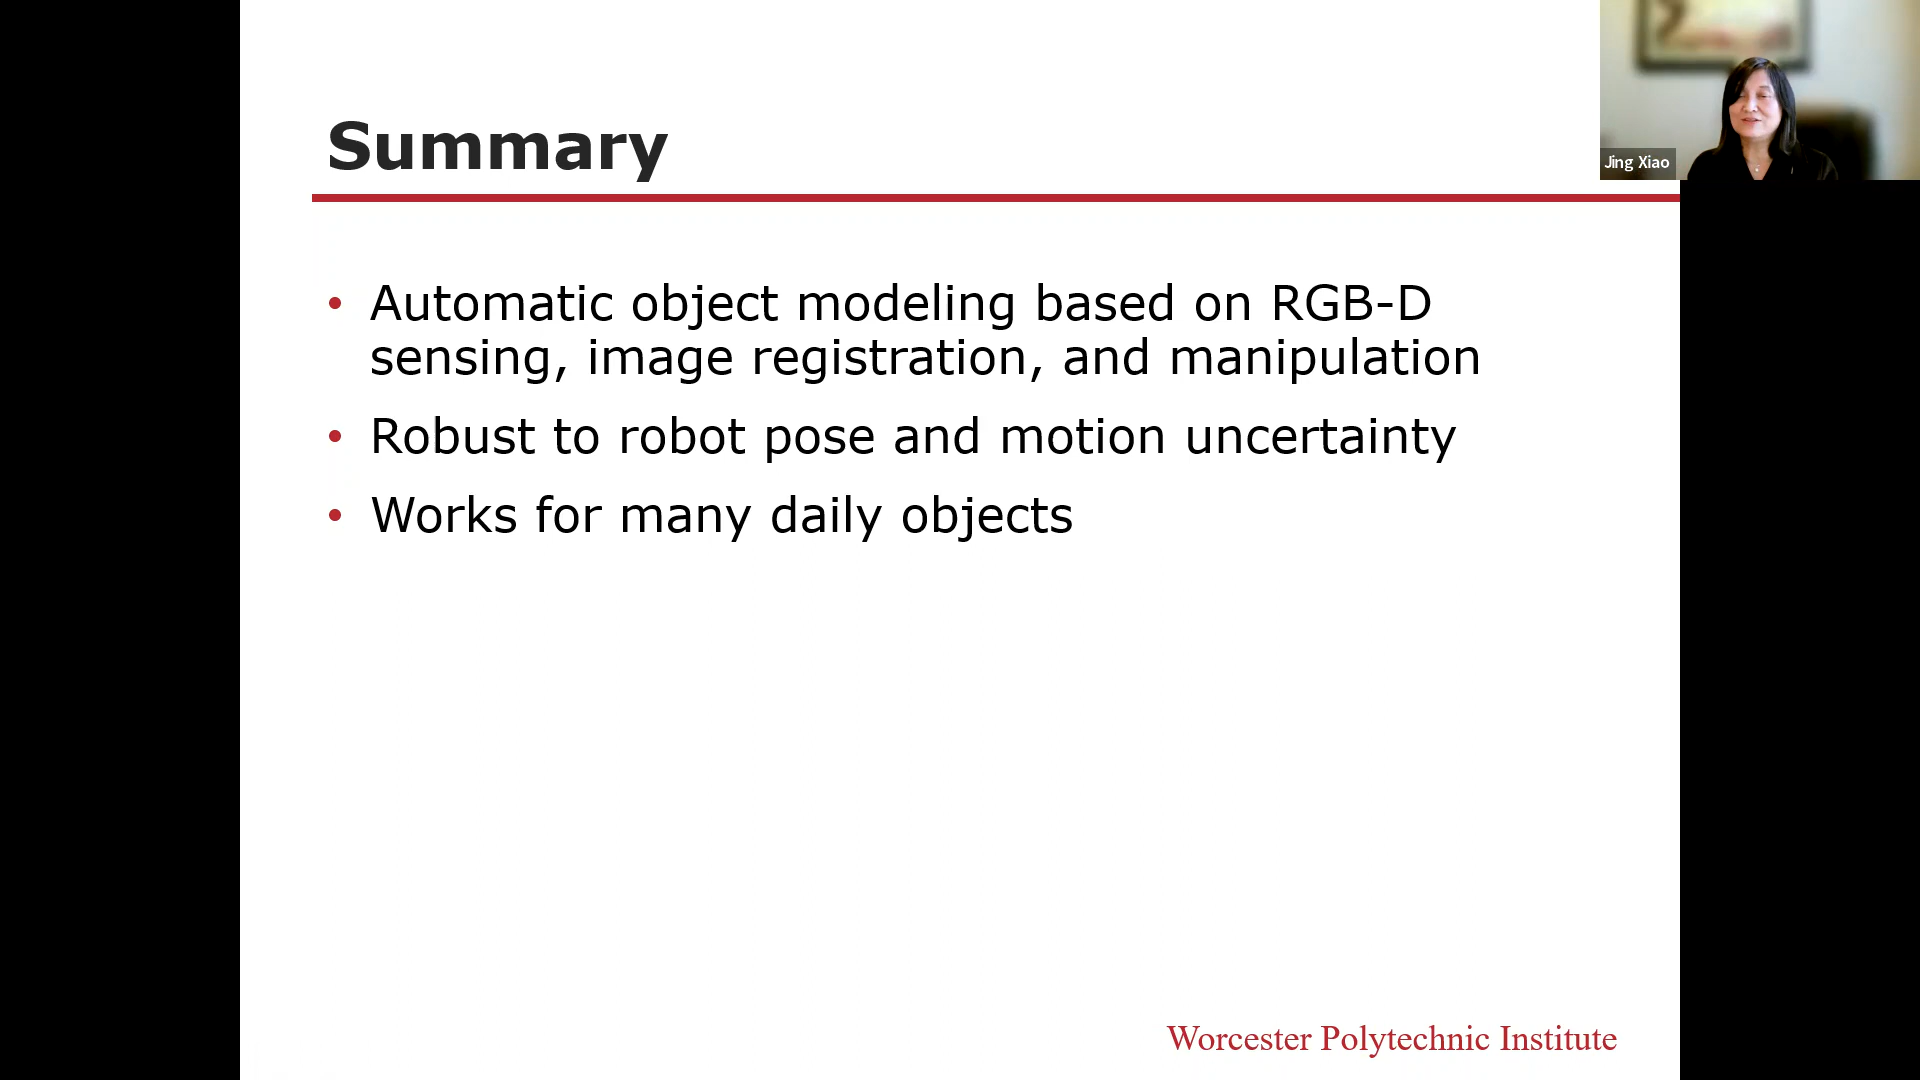 Summary
Jing Xiao
• Automatic object modeling based on RGB-D
sensing, image registration, and manipulation
• Robust to robot pose and motion uncertainty
• Works for many daily objects
Worcester Polytechnic Institute